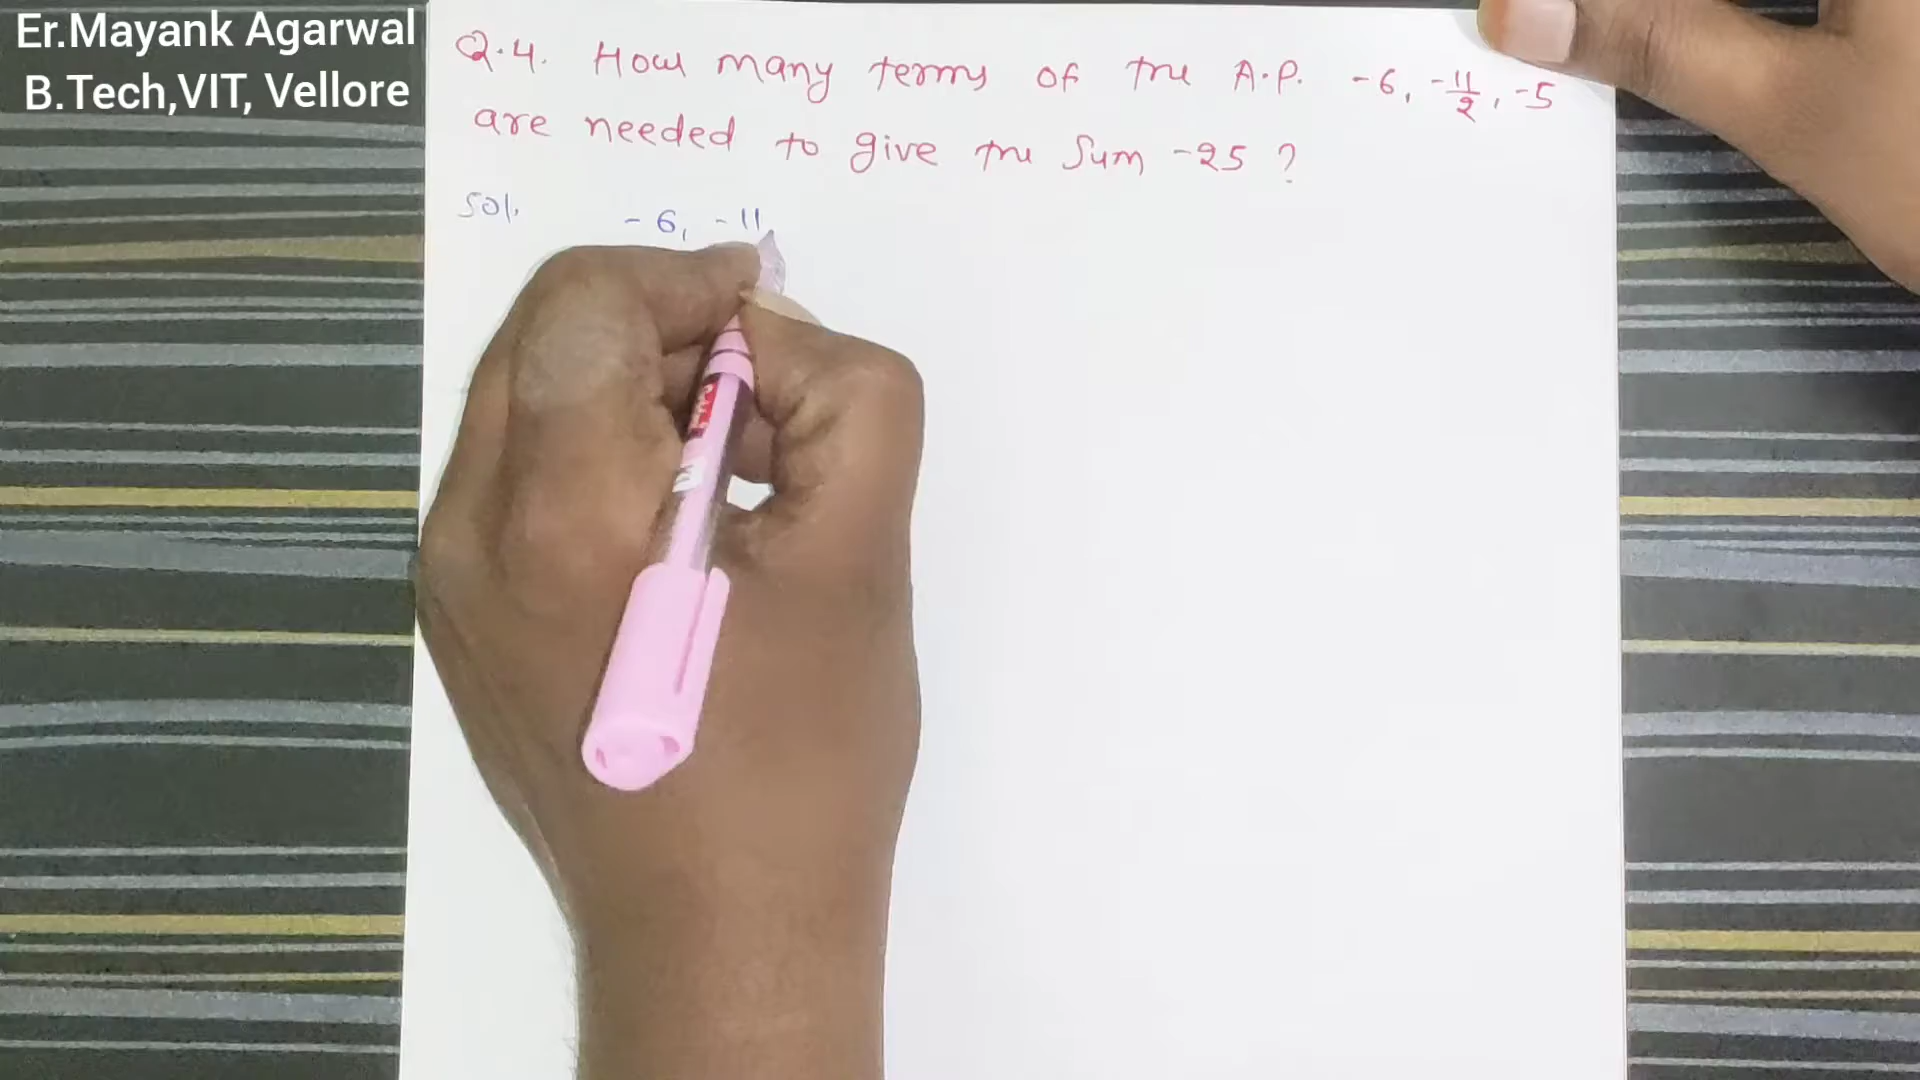 Er.Mayank Agarwal
B.Tech,VIT, Vellore
Q.4. How many terms of the A.P. -6, -11/2, -5
are needed to give the Sum -25 ?
Sol. -6, -11